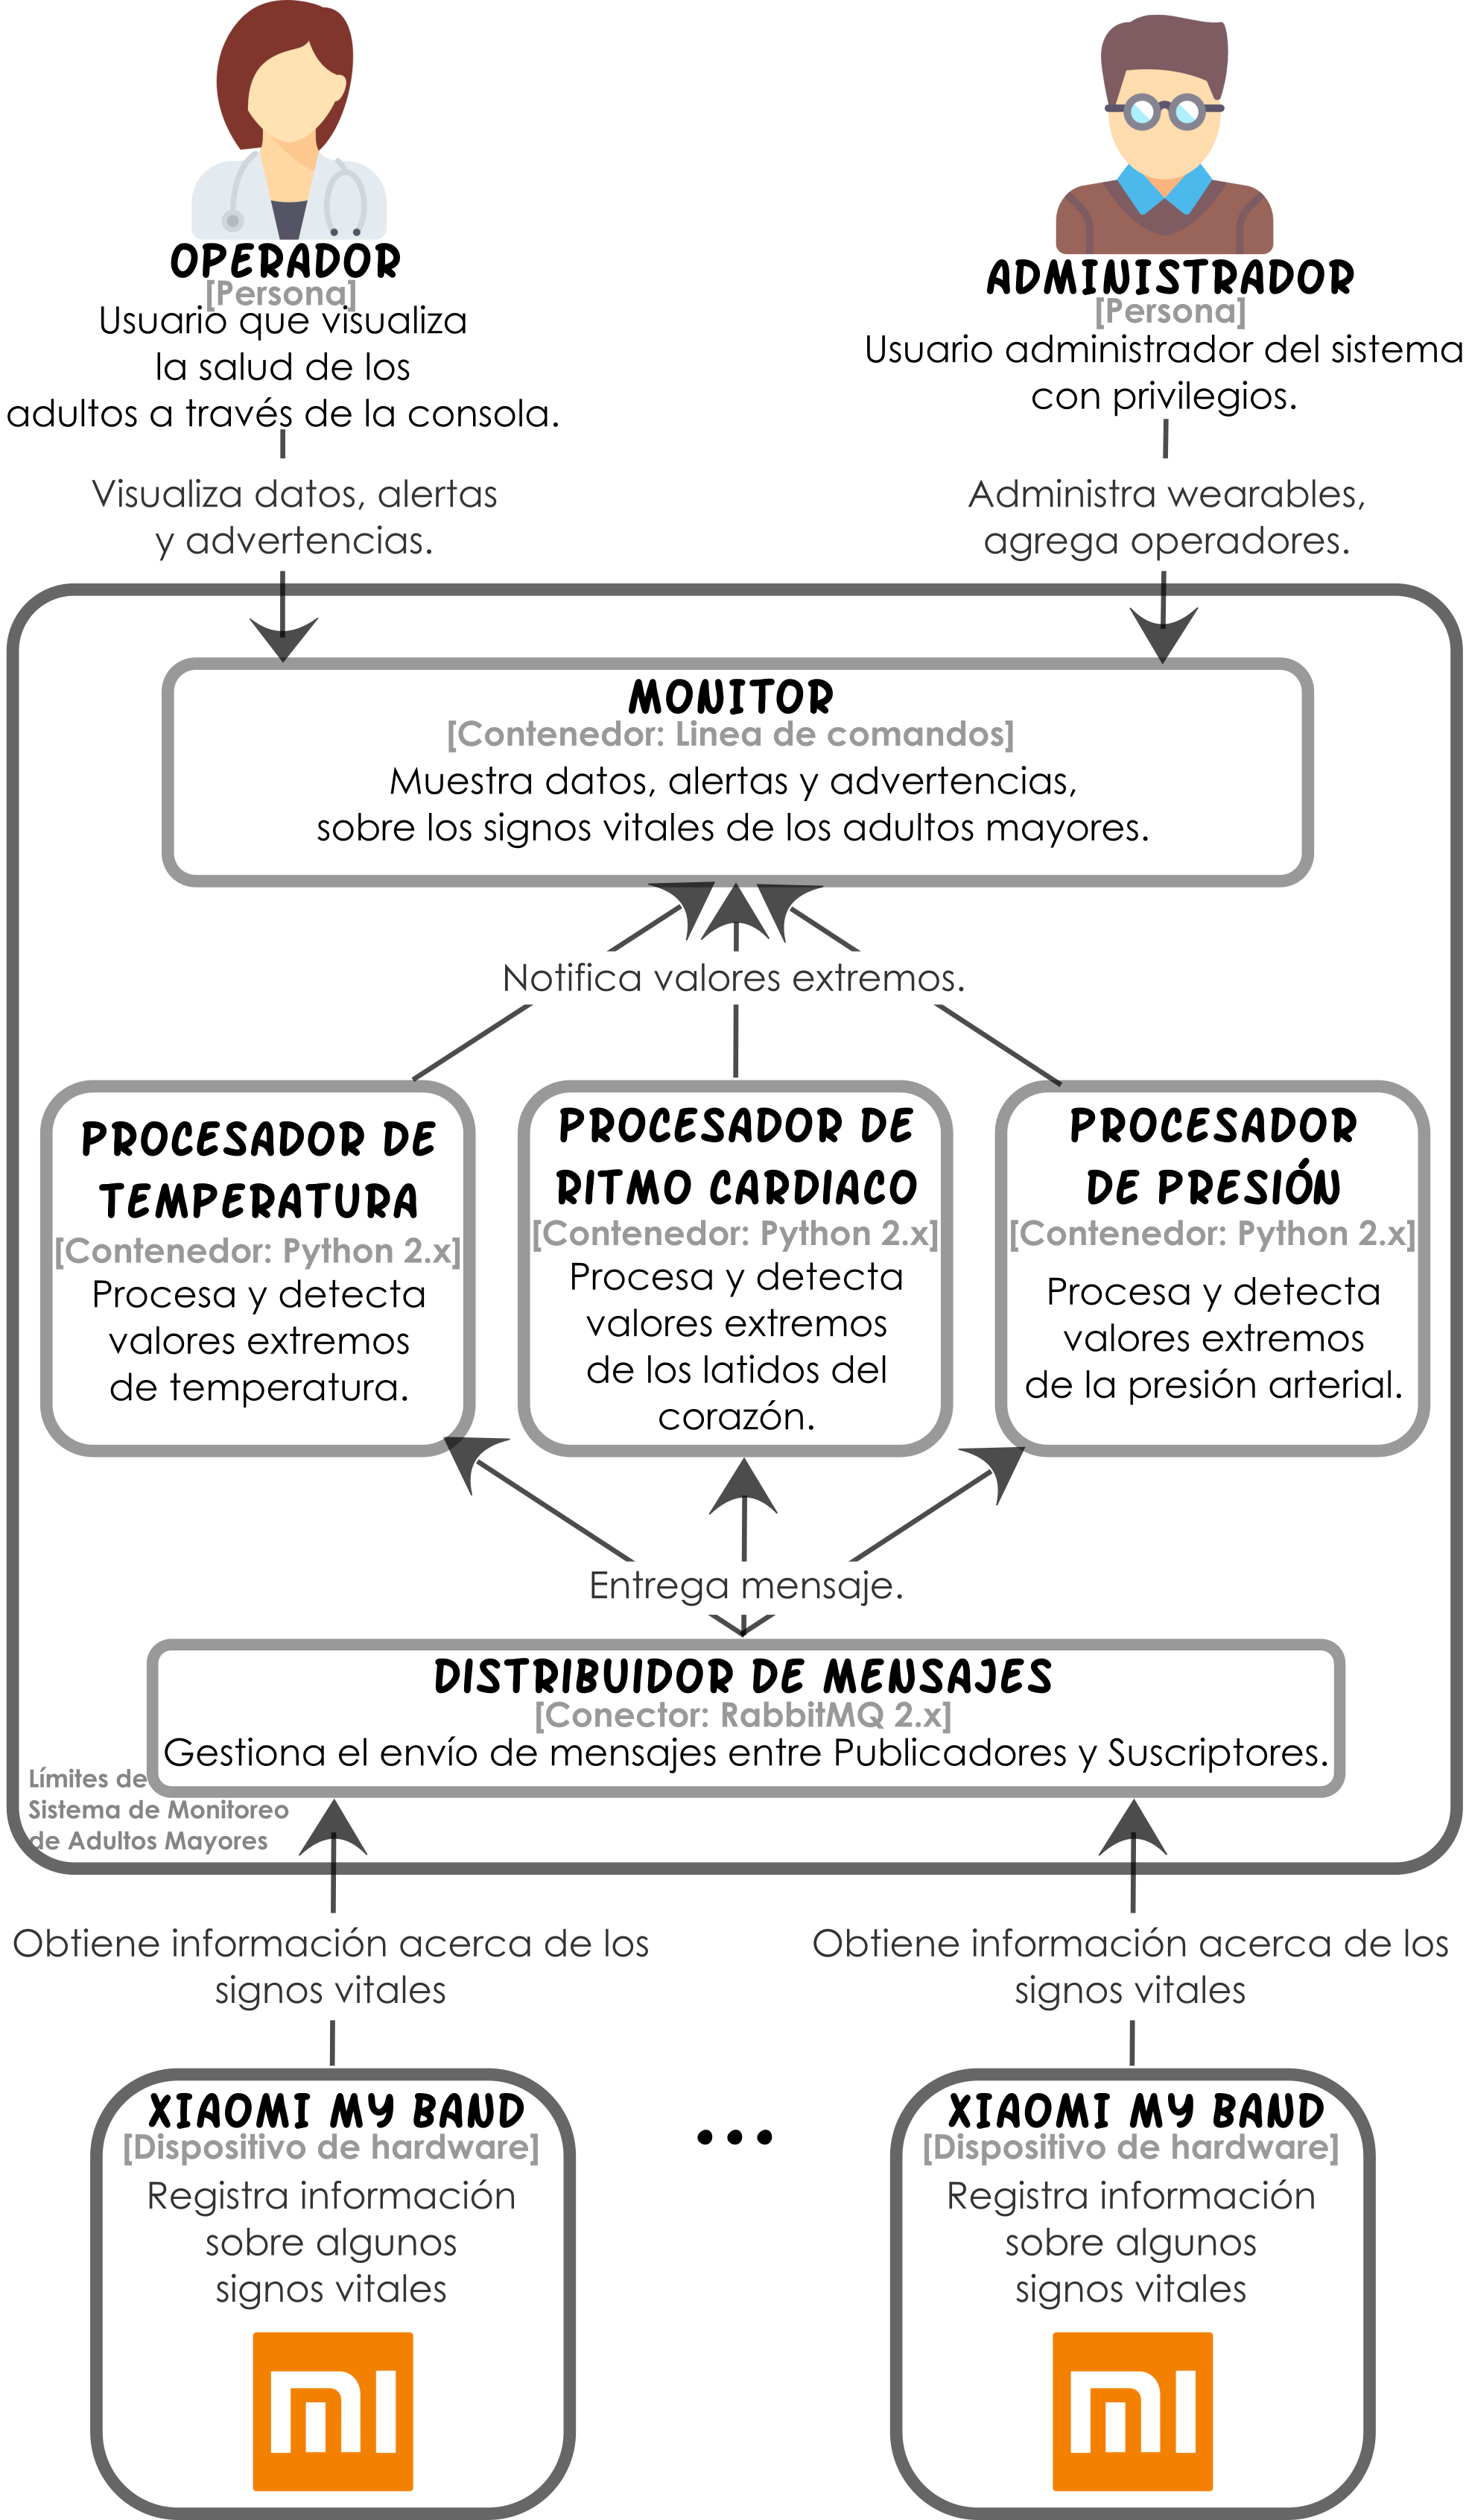 OPERADOR
[Persona]
Usuario que visualiza
la salud de los
adultos a través de la consola.
ADMINISTRADOR
[Persona]
Usuario administrador del sistema
con privilegios.
Visualiza datos, alertas
y advertencias.
Administra wearables,
agrega operadores.
MONITOR
[Contenedor: Linea de comandos]
Muestra datos, alertas y advertencias,
sobre los signos vitales de los adultos mayores.
Notifica valores extremos.
PROCESADOR DE
TEMPERATURA
[Contenedor: Python 2.x]
Procesa y detecta
valores extremos
de temperatura.
PROCESADOR DE
RITMO CARDIACO
[Contenedor: Python 2.x]
Procesa y detecta
valores extremos
de los latidos del
corazón.
PROCESADOR
DE PRESIÓN
[Contenedor: Python 2.x]
Procesa y detecta
valores extremos
de la presión arterial.
Entrega mensaje.
DISTRIBUIDOR DE MENSAJES
[Conector: RabbitMQ 2.x]
Gestiona el envío de mensajes entre Publicadores y Suscriptores.
Límites de
Sistema de Monitoreo
de Adultos Mayores
Obtiene información acerca de los
signos vitales
Obtiene información acerca de los
signos vitales
XIAOMI MY BAND
[Dispositivo de hardware]
Registra información
sobre algunos
signos vitales
mi
...
XIAOMI MY BAND
[Dispositivo de hardware]
Registra información
sobre algunos
signos vitales
mi